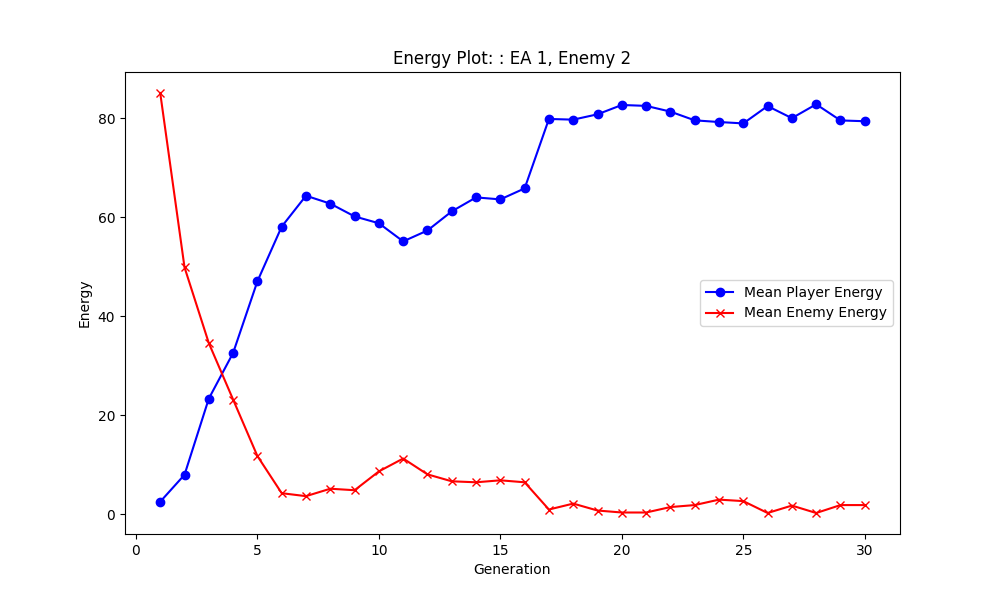 Energy Plot: : EA 1, Enemy 2
Energy
80
60
40
20
0
Mean Player Energy
Mean Enemy Energy
0 5 10 15 20 25 30
Generation